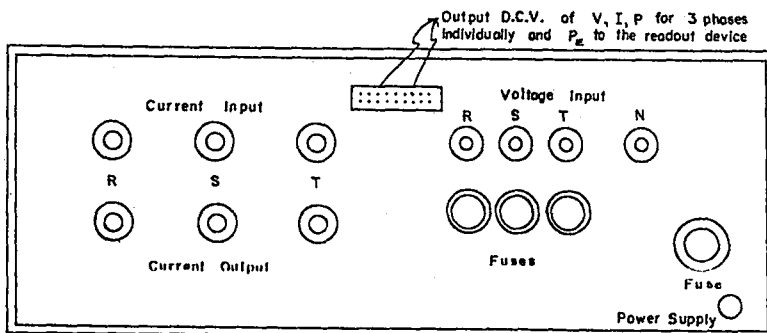 Output D.C.V. of V, I, P for 3 phases
individually and P_Σ to the readout device
Current Input
Voltage Input
R S T N
R S T
Current Output
Fuses
Fuse
Power Supply